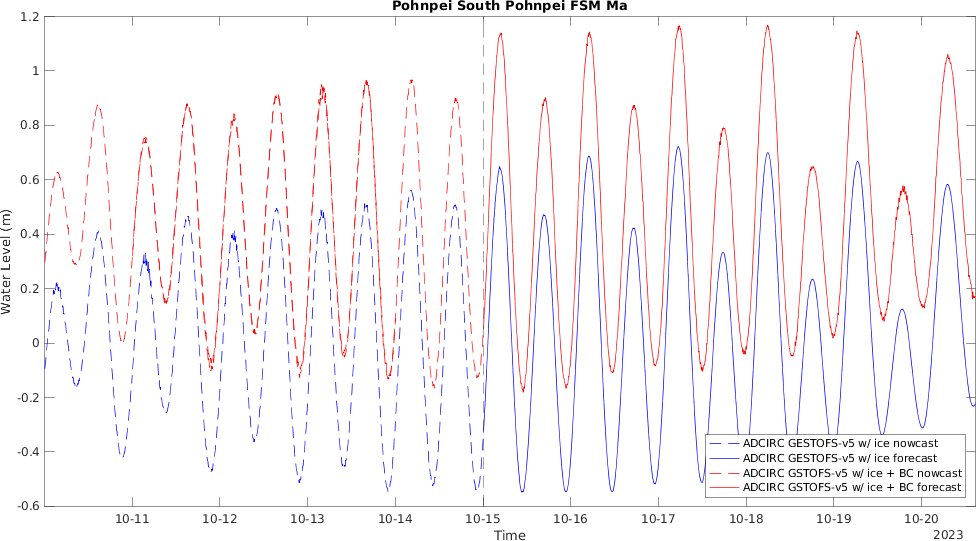 Pohnpei South Pohnpei FSM Ma
1.2
1
0.8
0.6
0.4
0.2
0
-0.2
-0.4
-0.6
Water Level (m)
10-11 10-12 10-13 10-14 10-15 10-16 10-17 10-18 10-19 10-20
Time
2023
ADCIRC GESTOFS-v5 w/ ice nowcast
ADCIRC GESTOFS-v5 w/ ice forecast
ADCIRC GSTOFS-v5 w/ ice + BC nowcast
ADCIRC GSTOFS-v5 w/ ice + BC forecast